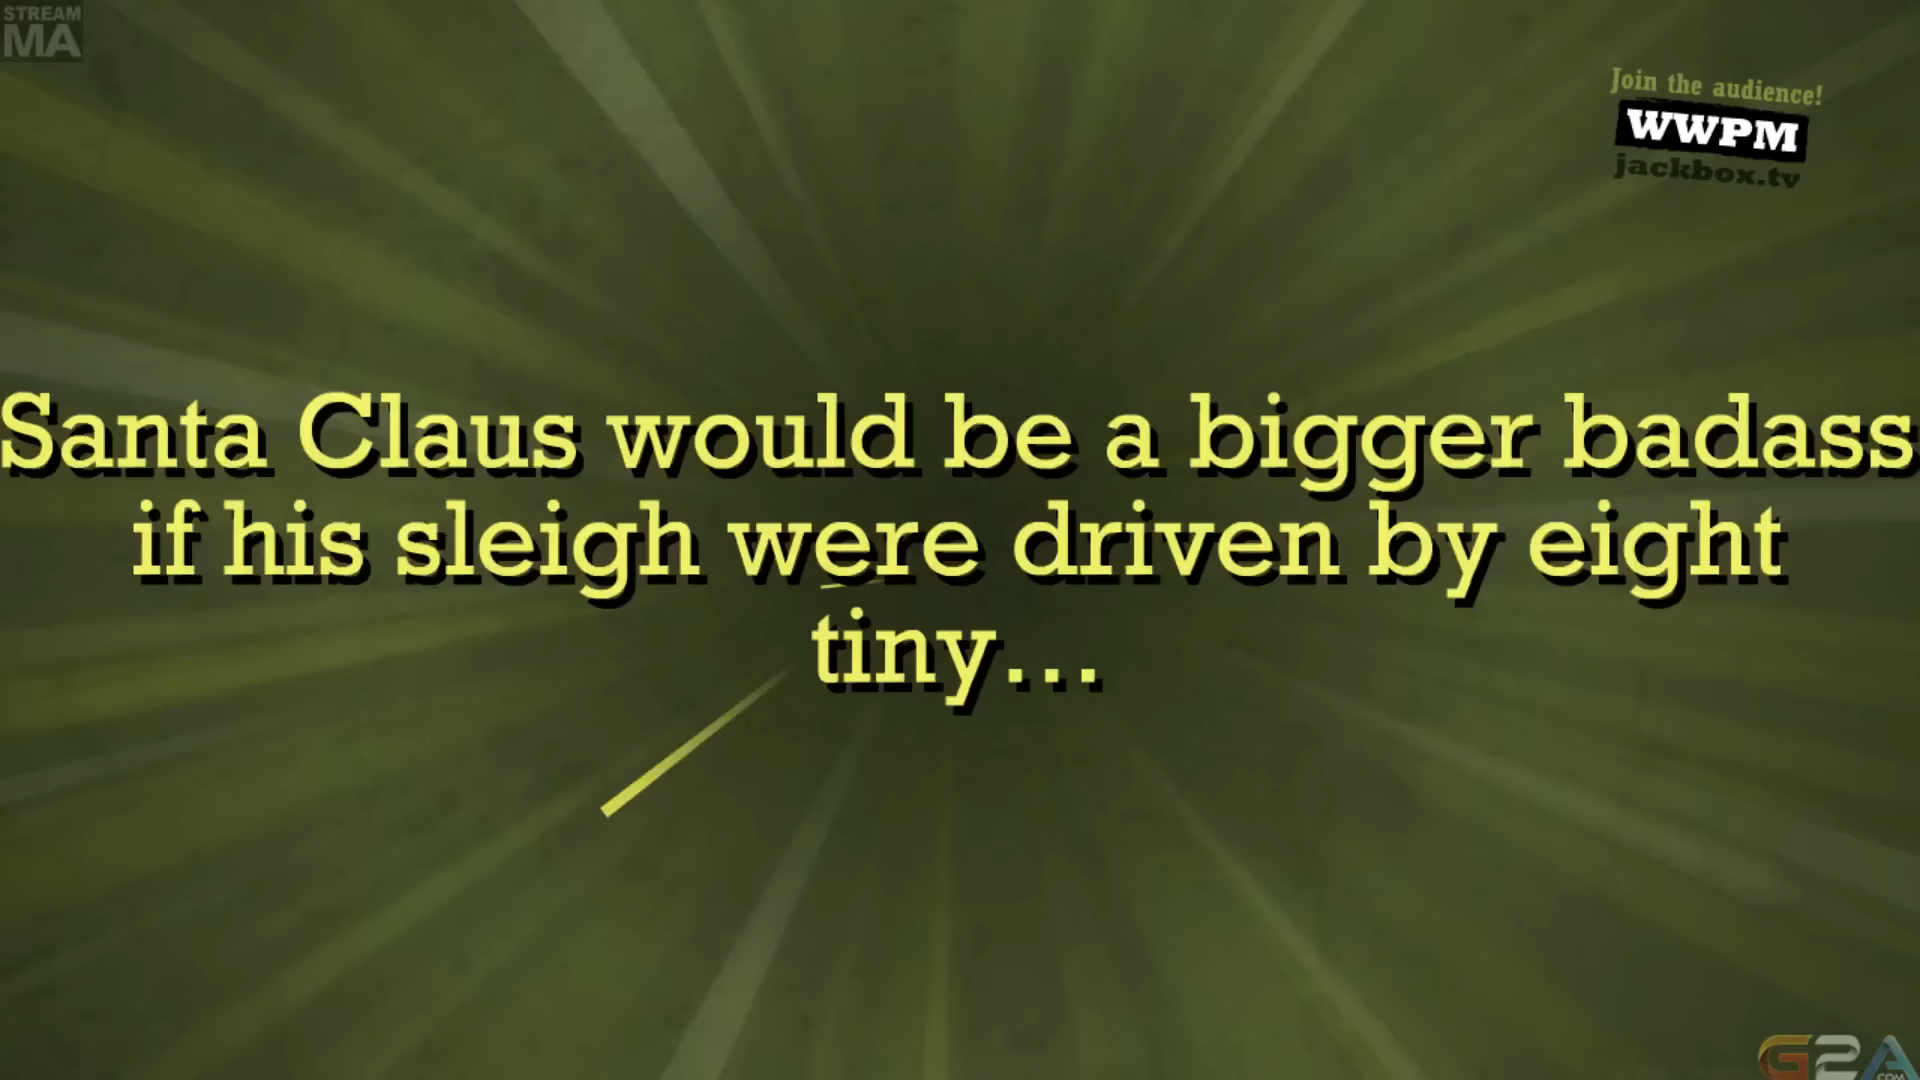 STREAM
MA
Join the audience!
WWPM
jackbox.tv
Santa Claus would be a bigger badass
if his sleigh were driven by eight
tiny...
G2A
.COM